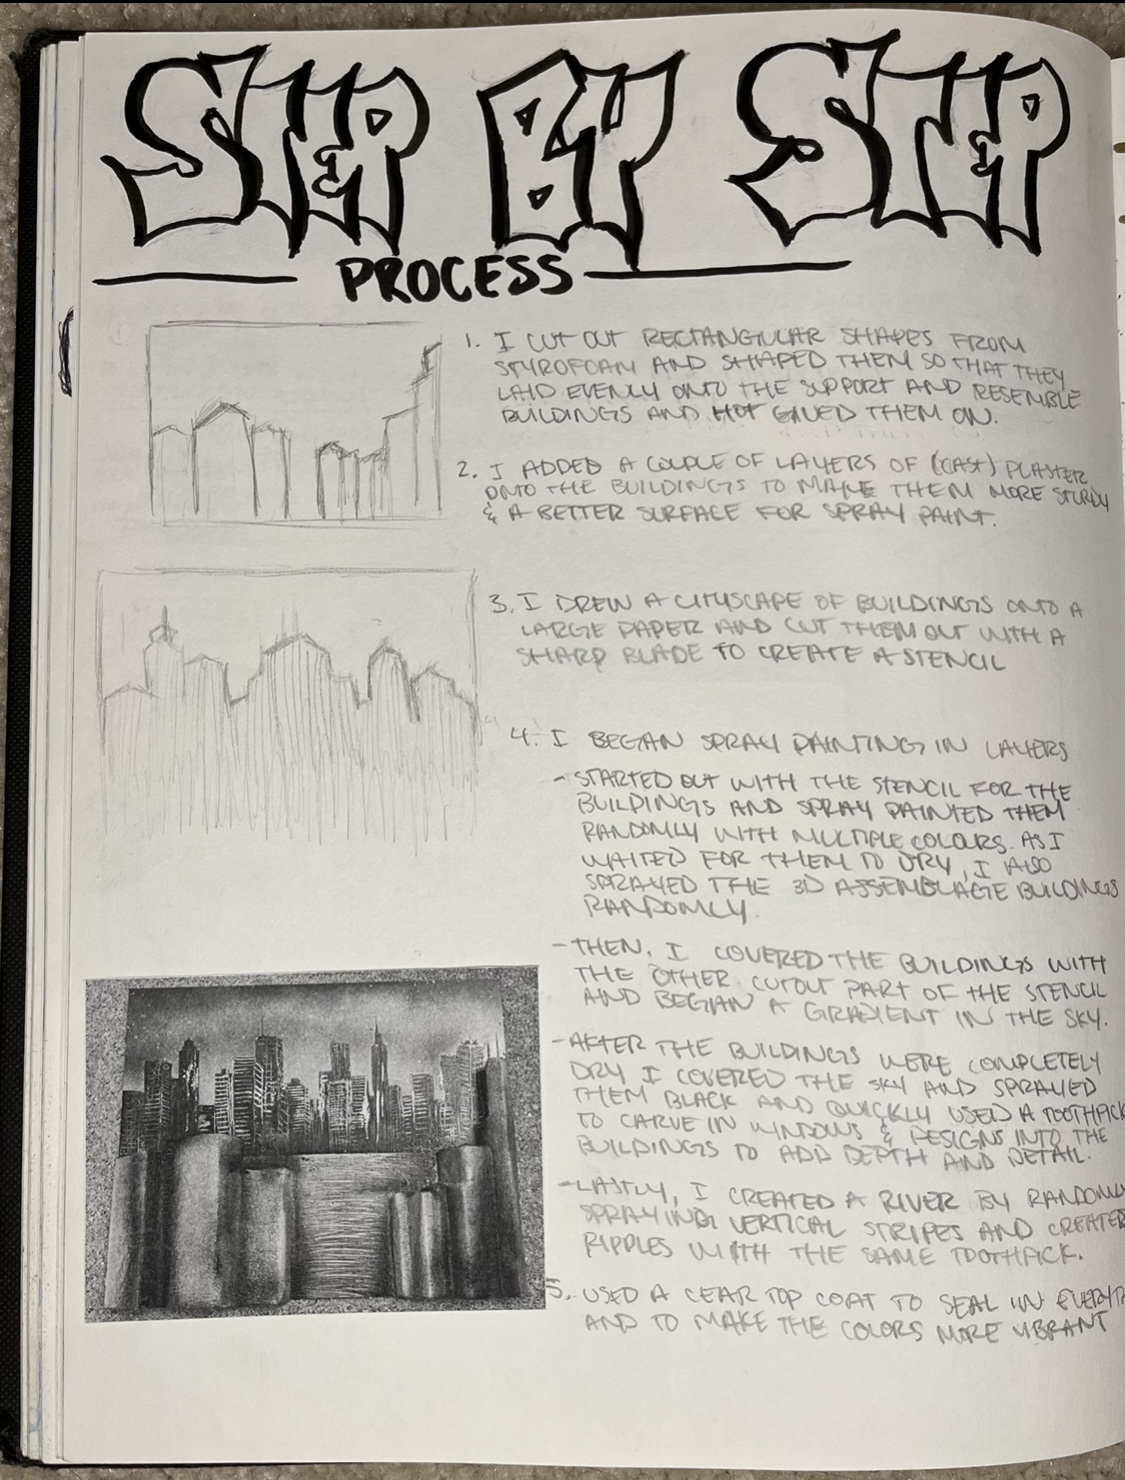 STEP BY STEP
PROCESS
1. I CUT OUT RECTANGULAR SHAPES FROM
STYROFOAM AND SHAPED THEM SO THAT THEY
LAID EVENLY ONTO THE SUPPORT AND RESEMBLE
BUILDINGS AND HOT GLUED THEM ON.
2. I ADDED A COUPLE OF LAYERS OF (CAST) PLASTER
ONTO THE BUILDINGS TO MAKE THEM MORE STURDY
& A BETTER SURFACE FOR SPRAY PAINT.
3. I DREW A CITYSCAPE OF BUILDINGS ONTO A
LARGE PAPER AND CUT THEM OUT WITH A
SHARP BLADE TO CREATE A STENCIL
4. I BEGAN SPRAY PAINTING IN LAYERS
- STARTED OUT WITH THE STENCIL FOR THE
BUILDINGS AND SPRAY PAINTED THEM
RANDOMLY WITH MULTIPLE COLOURS. AS I
WAITED FOR THEM TO DRY, I ALSO
SPRAYED THE 3D ASSEMBLAGE BUILDINGS
RANDOMLY.
- THEN, I COVERED THE BUILDINGS WITH
THE OTHER CUTOUT PART OF THE STENCIL
AND BEGAN A GRADIENT IN THE SKY.
- AFTER THE BUILDINGS WERE COMPLETELY
DRY I COVERED THE SKY AND SPRAYED
THEM BLACK AND QUICKLY USED A TOOTHPICK
TO CARVE IN WINDOWS & DESIGNS INTO THE
BUILDINGS TO ADD DEPTH AND DETAIL.
- LASTLY, I CREATED A RIVER BY RANDOMLY
SPRAYING VERTICAL STRIPES AND CREATED
RIPPLES WITH THE SAME TOOTHPICK.
5. USED A CEAR TOP COAT TO SEAL IN
AND TO MAKE THE COLORS MORE VIBRANT